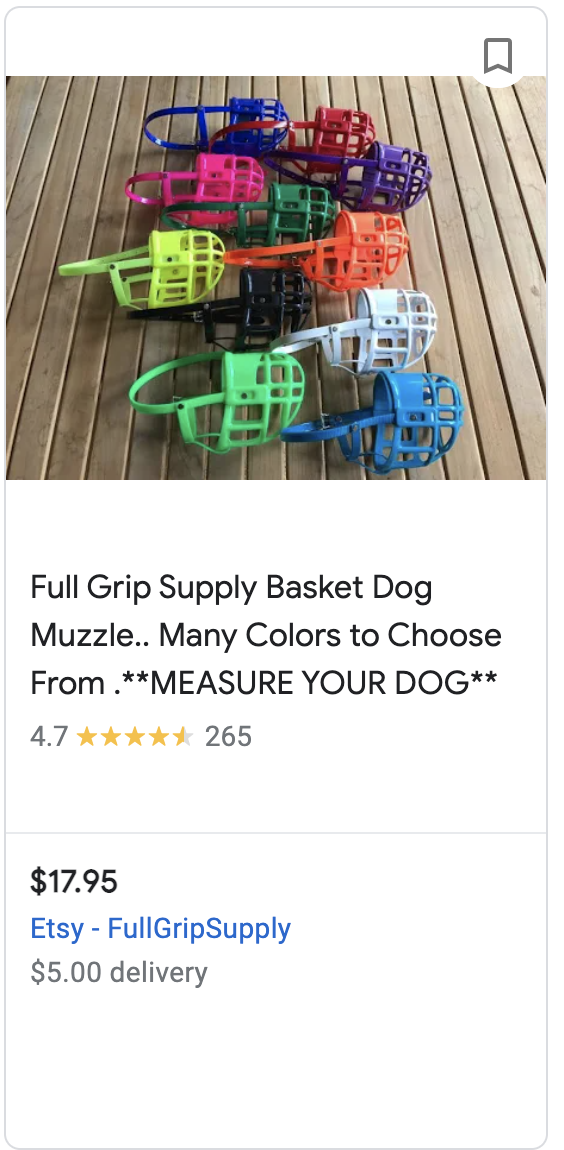 Full Grip Supply Basket Dog
Muzzle.. Many Colors to Choose
From .**MEASURE YOUR DOG**
4.7 265
$17.95
Etsy - FullGripSupply
$5.00 delivery